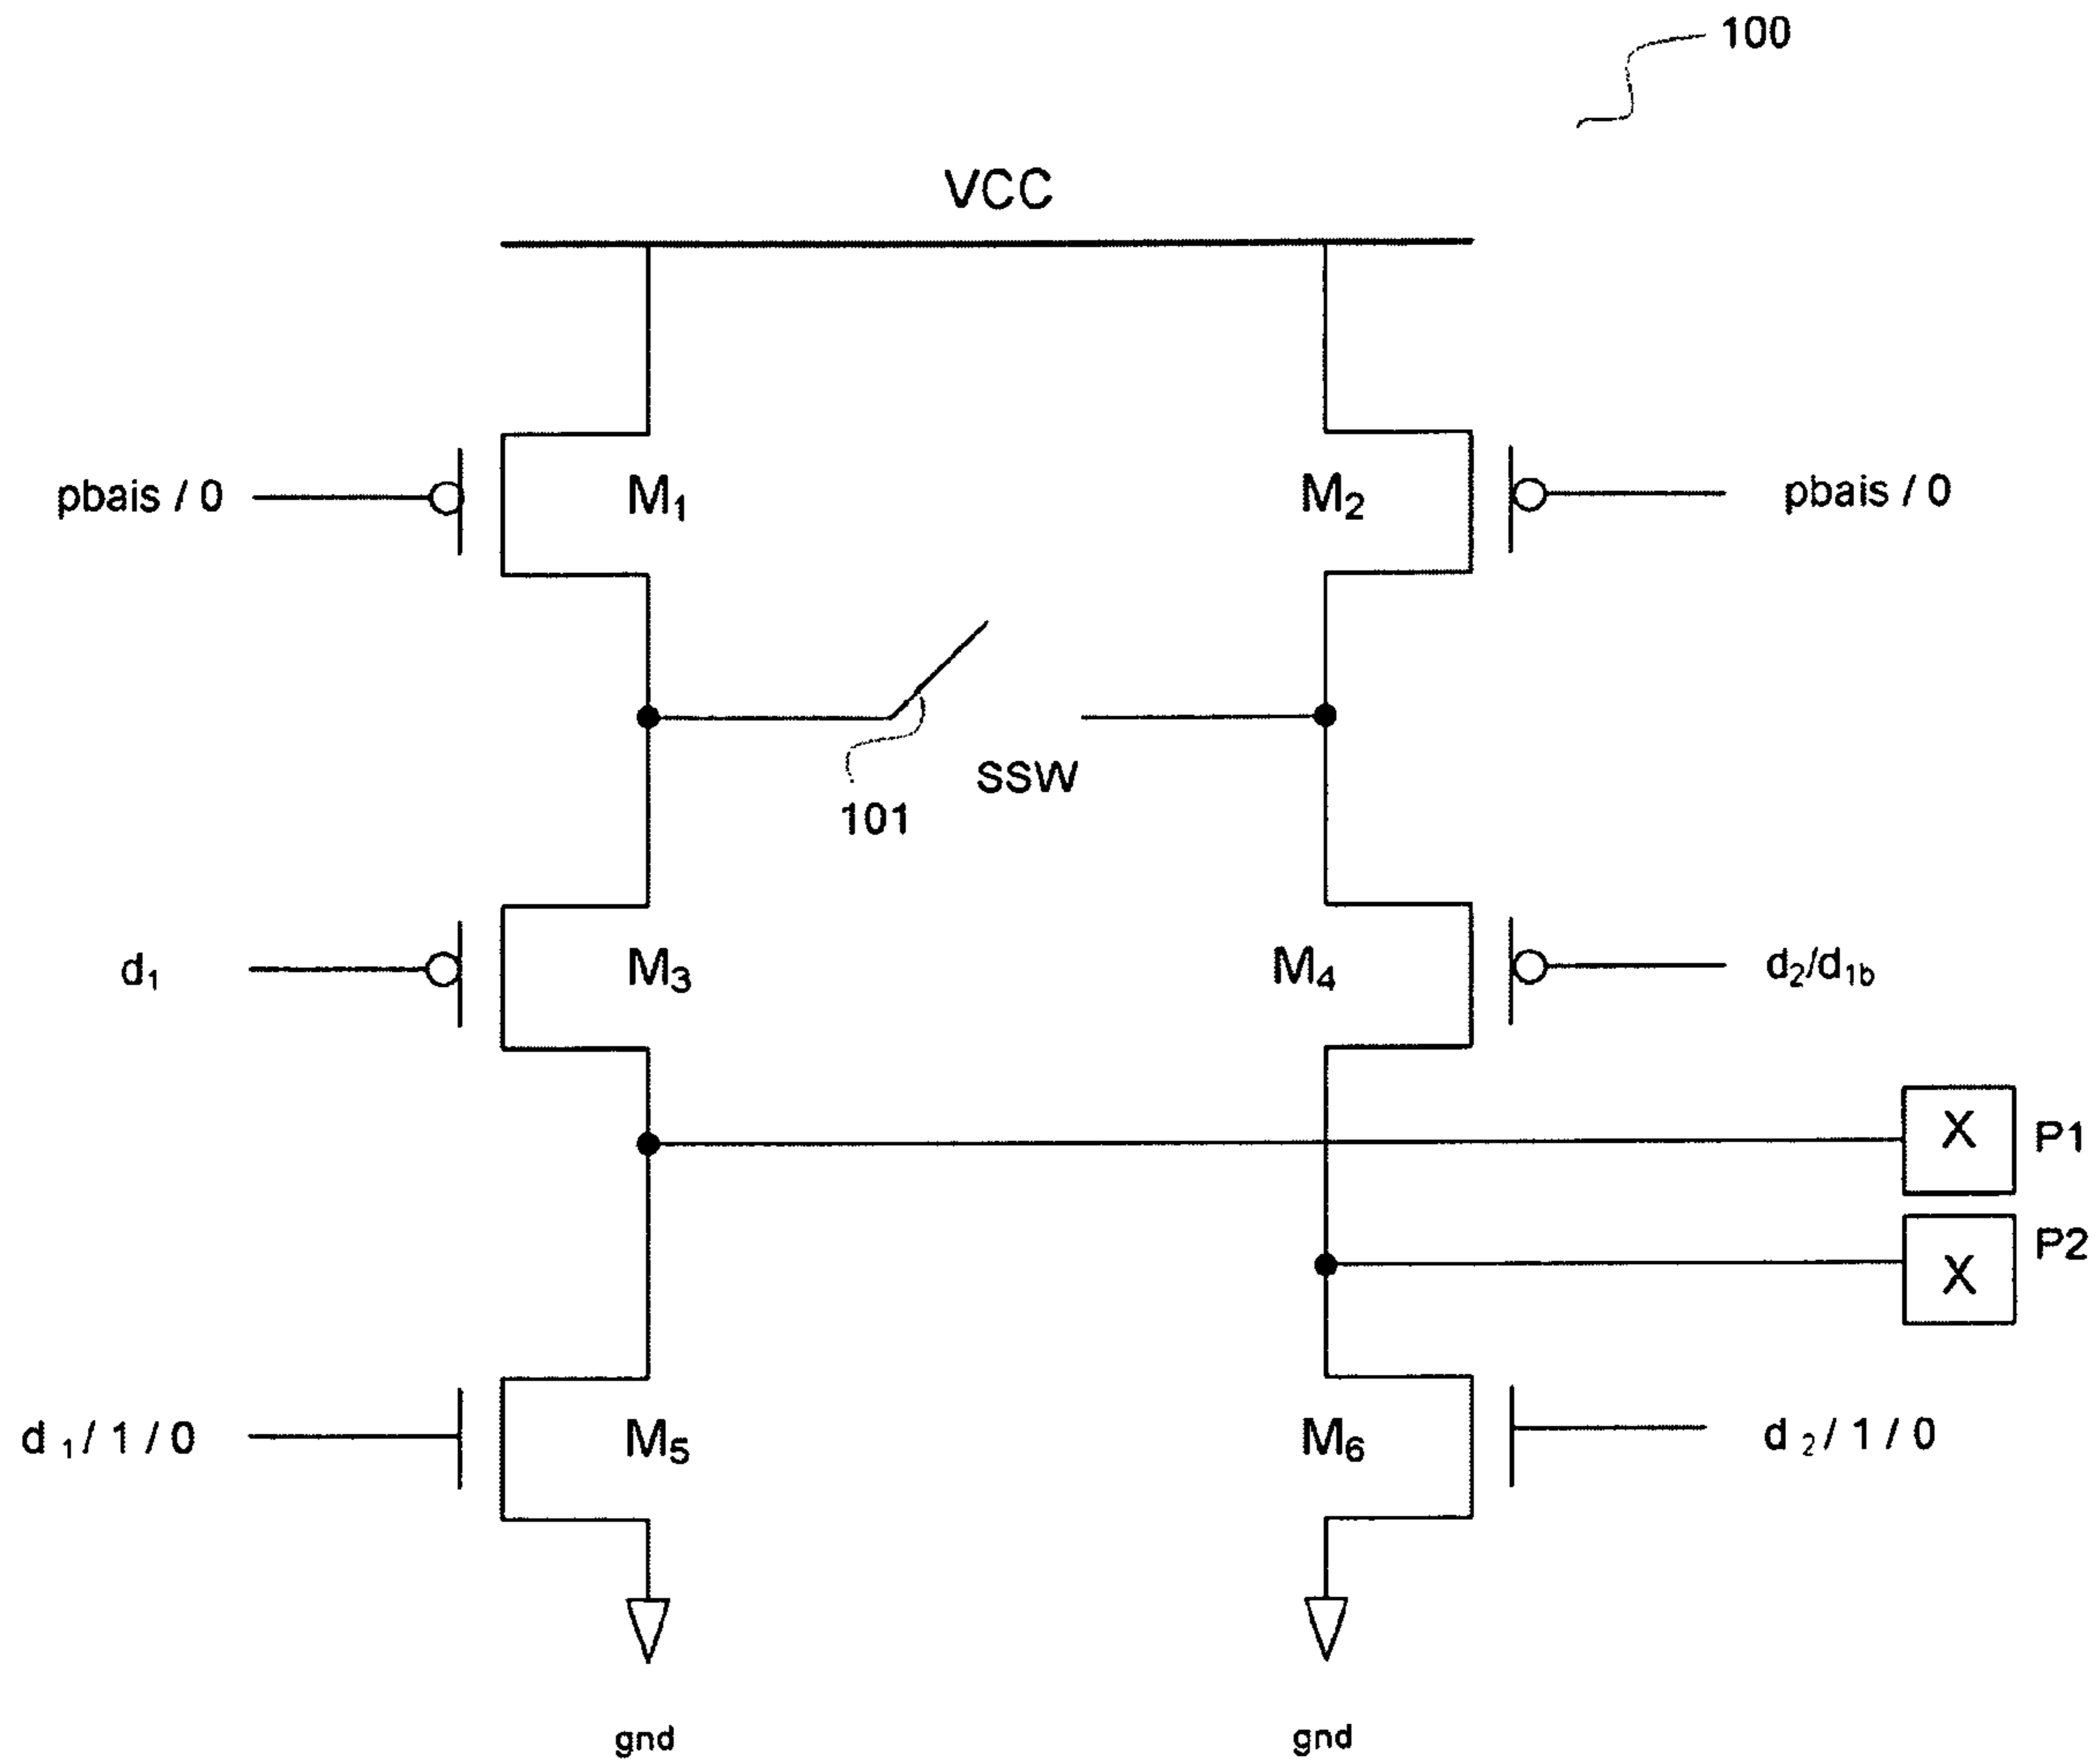 100
VCC
pbais / 0
M1
M2
pbais / 0
101
SSW
d1
M3
M4
d2/d1b
X
P1
X
P2
d 1 / 1 / 0
M5
M6
d 2 / 1 / 0
gnd
gnd